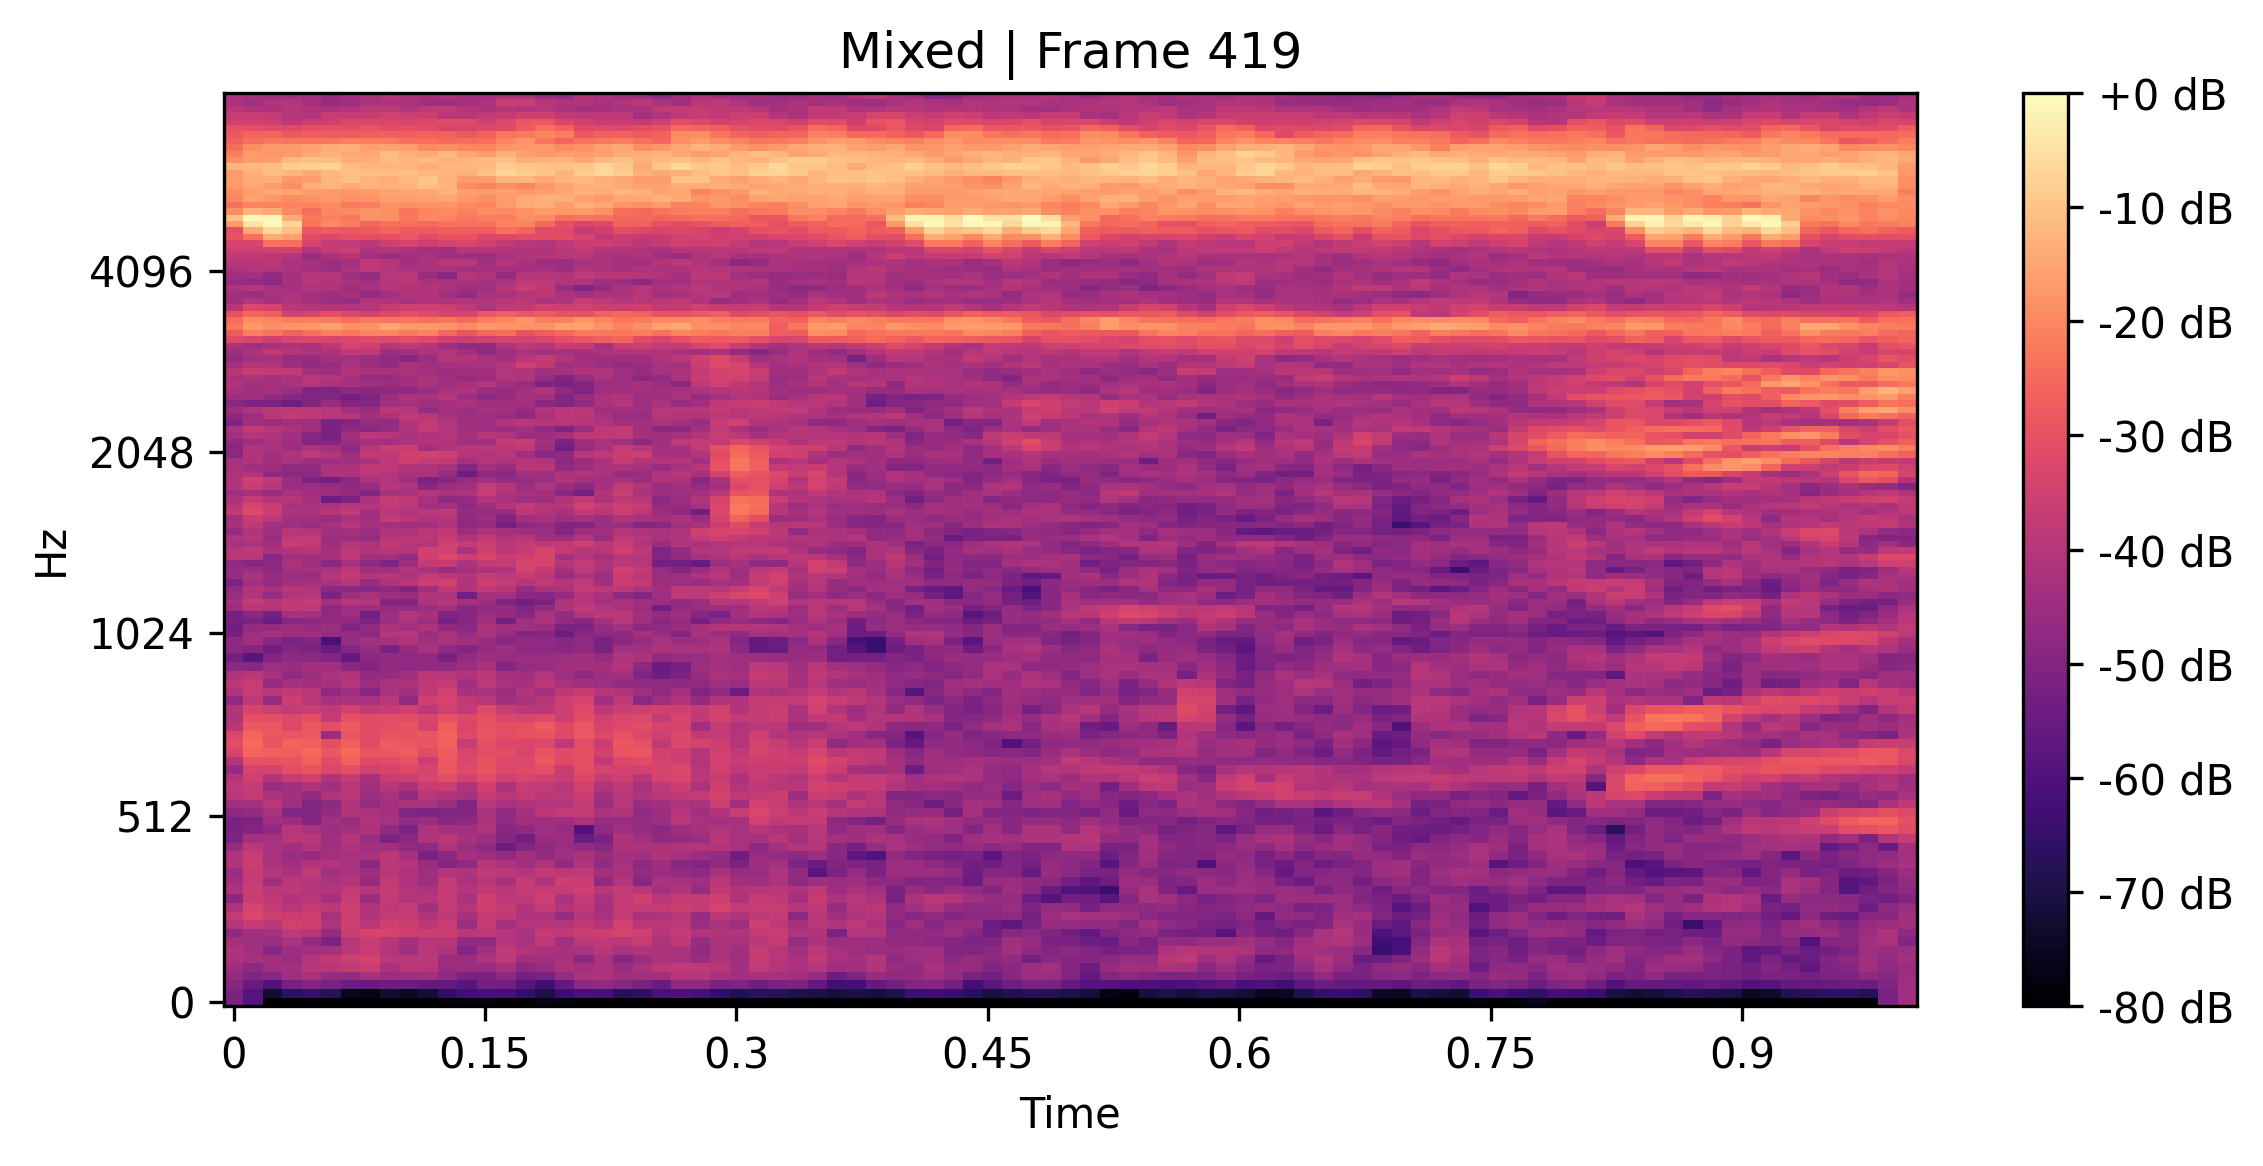 Mixed | Frame 419
+0 dB
-10 dB
-20 dB
-30 dB
-40 dB
-50 dB
-60 dB
-70 dB
-80 dB
4096
2048
1024
512
0
Hz
0 0.15 0.3 0.45 0.6 0.75 0.9
Time